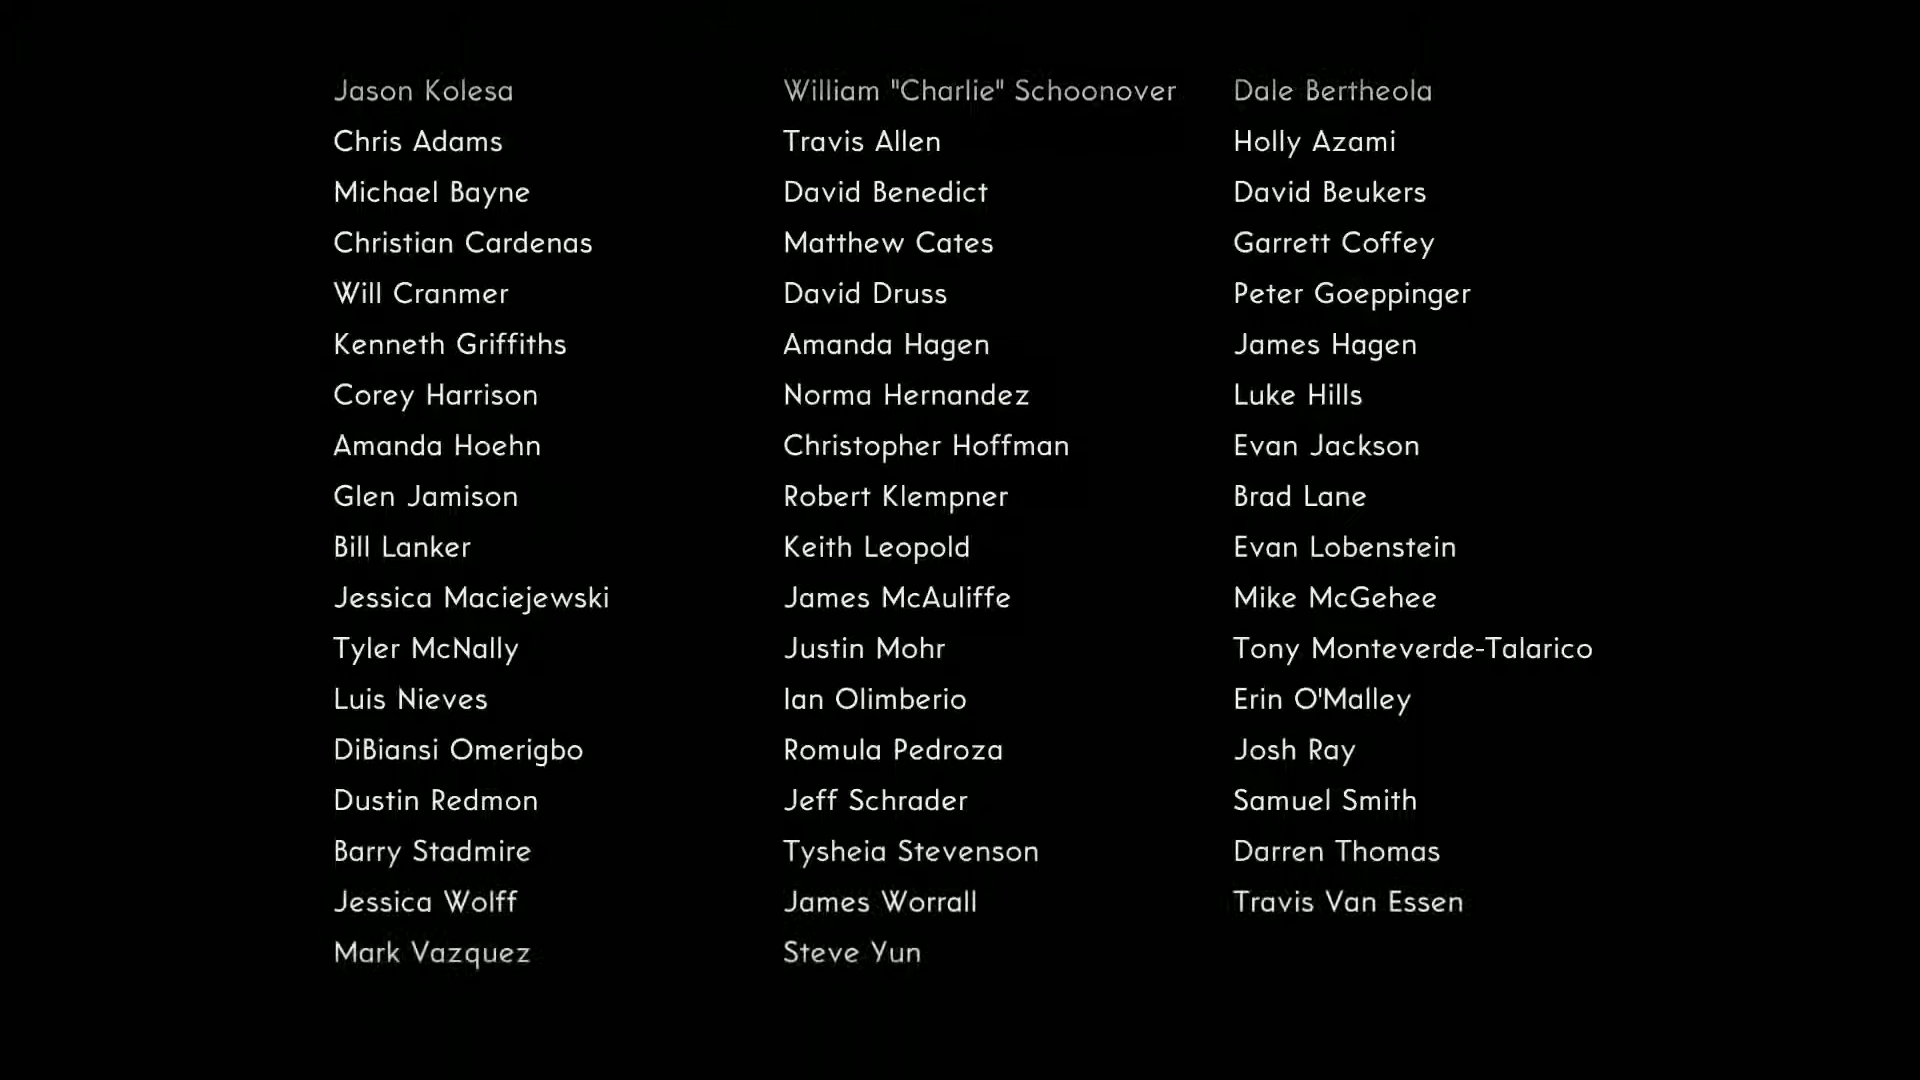 Jason Kolesa William "Charlie" Schoonover Dale Bertheola
Chris Adams Travis Allen Holly Azami
Michael Bayne David Benedict David Beukers
Christian Cardenas Matthew Cates Garrett Coffey
Will Cranmer David Druss Peter Goeppinger
Kenneth Griffiths Amanda Hagen James Hagen
Corey Harrison Norma Hernandez Luke Hills
Amanda Hoehn Christopher Hoffman Evan Jackson
Glen Jamison Robert Klempner Brad Lane
Bill Lanker Keith Leopold Evan Lobenstein
Jessica Maciejewski James McAuliffe Mike McGehee
Tyler McNally Justin Mohr Tony Monteverde-Talarico
Luis Nieves Ian Olimberio Erin O'Malley
DiBiansi Omerigbo Romula Pedroza Josh Ray
Dustin Redmon Jeff Schrader Samuel Smith
Barry Stadmire Tysheia Stevenson Darren Thomas
Jessica Wolff James Worrall Travis Van Essen
Mark Vazquez Steve Yun